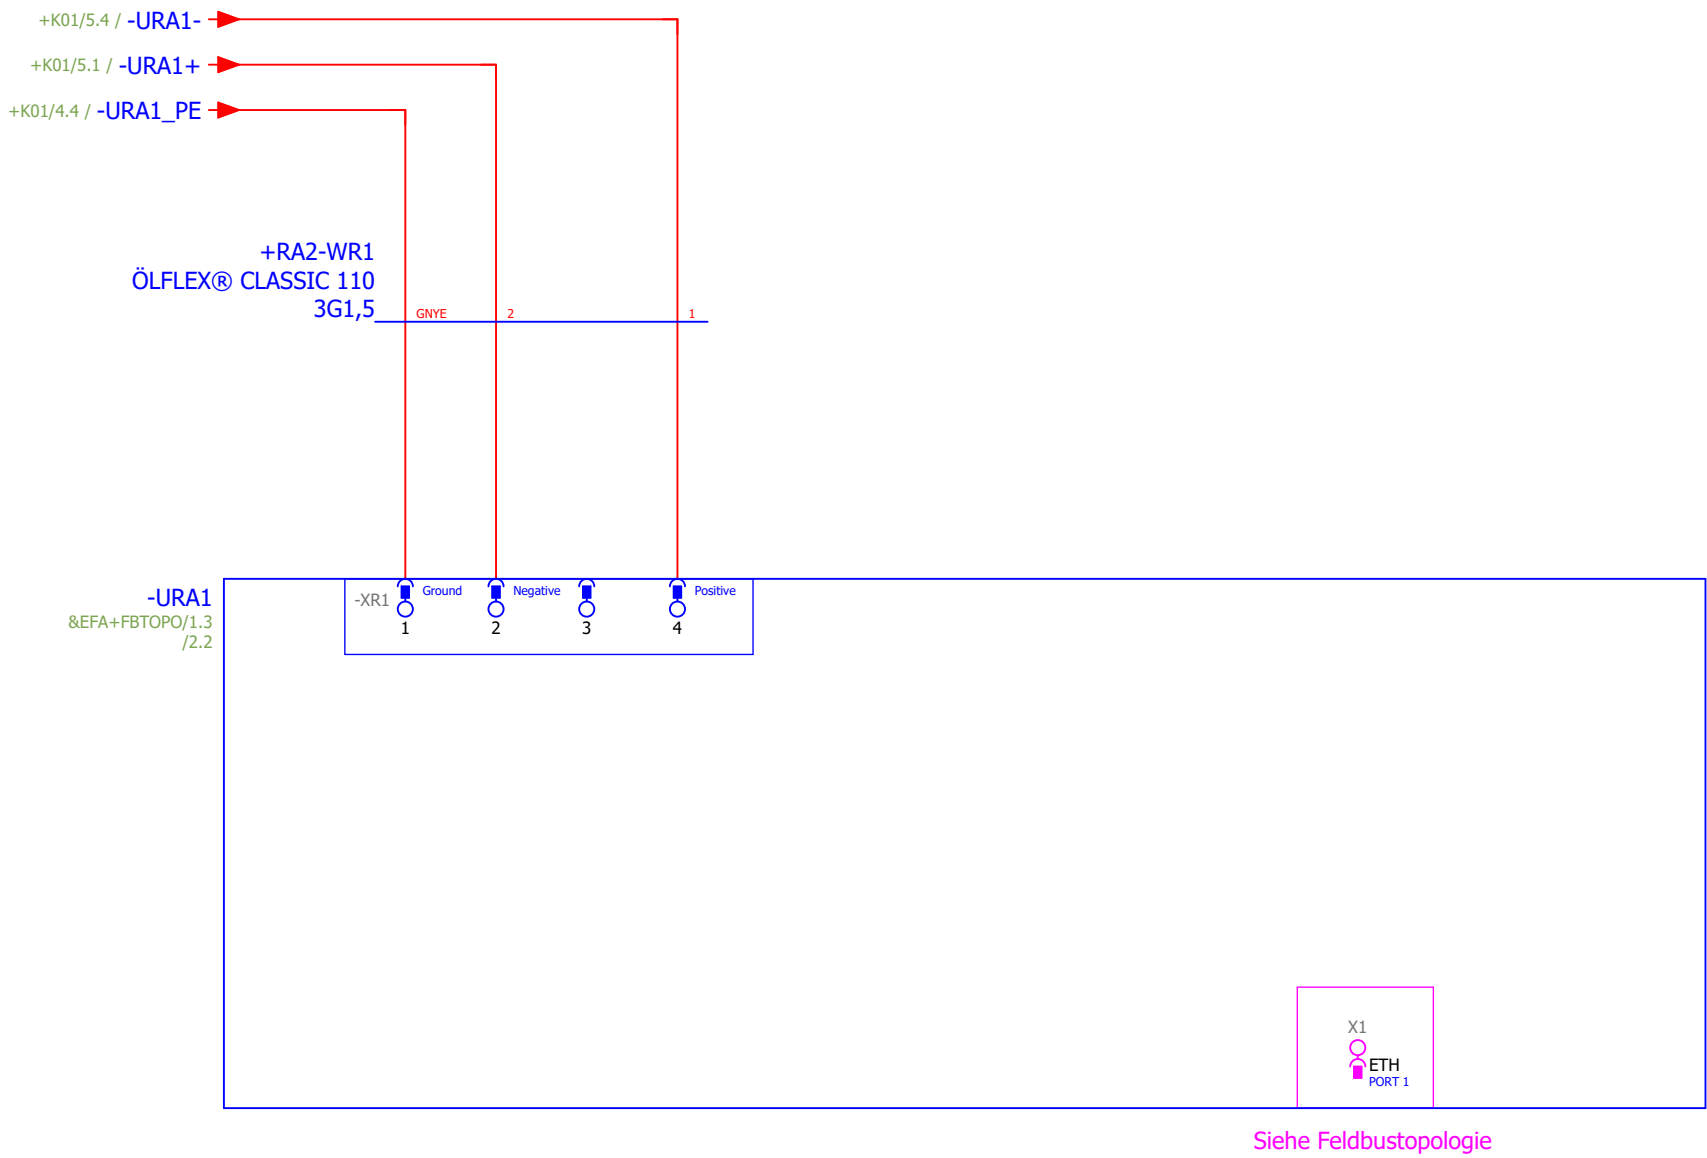 +K01/5.4 / -URA1-
+K01/5.1 / -URA1+
+K01/4.4 / -URA1_PE
+RA2-WR1
ÖLFLEX® CLASSIC 110
3G1,5
GNYE 2 1
-URA1
&EFA+FBTOPO/1.3
/2.2
-XR1 Ground Negative Positive
1 2 3 4
X1
ETH
PORT 1
Siehe Feldbustopologie